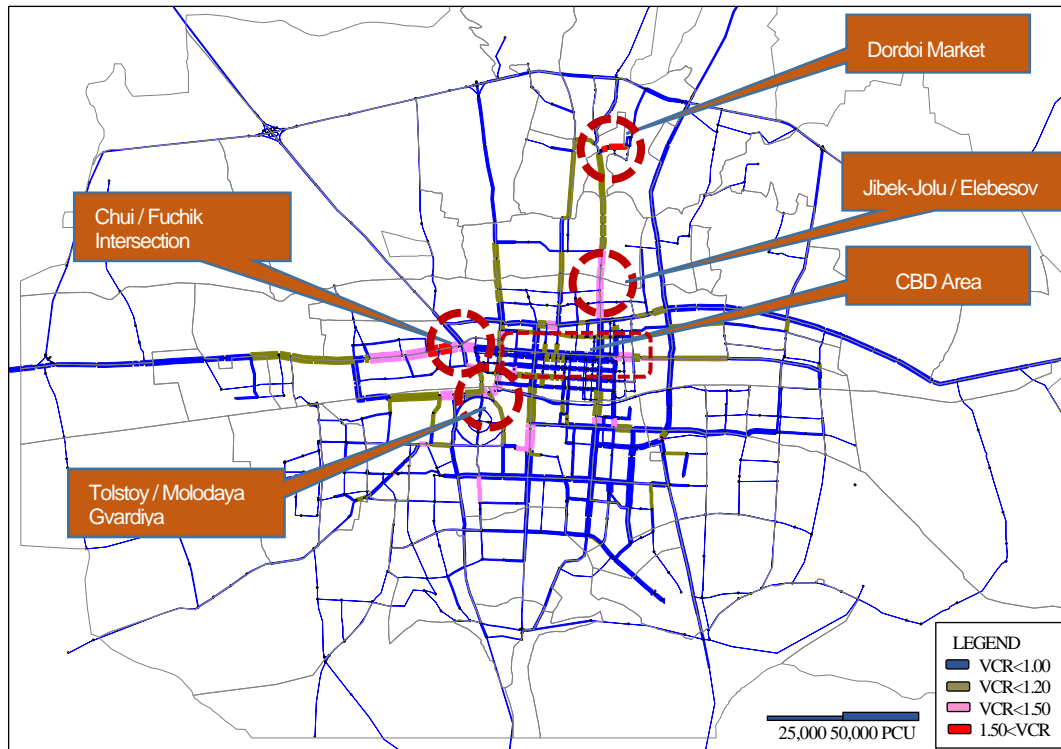 Dordoi Market
Jibek-Jolu / Elebesov
Chui / Fuchik
Intersection
CBD Area
Tolstoy / Molodaya
Gvardiya
LEGEND
VCR<1.00
VCR<1.20
VCR<1.50
1.50<VCR
25,000 50,000 PCU